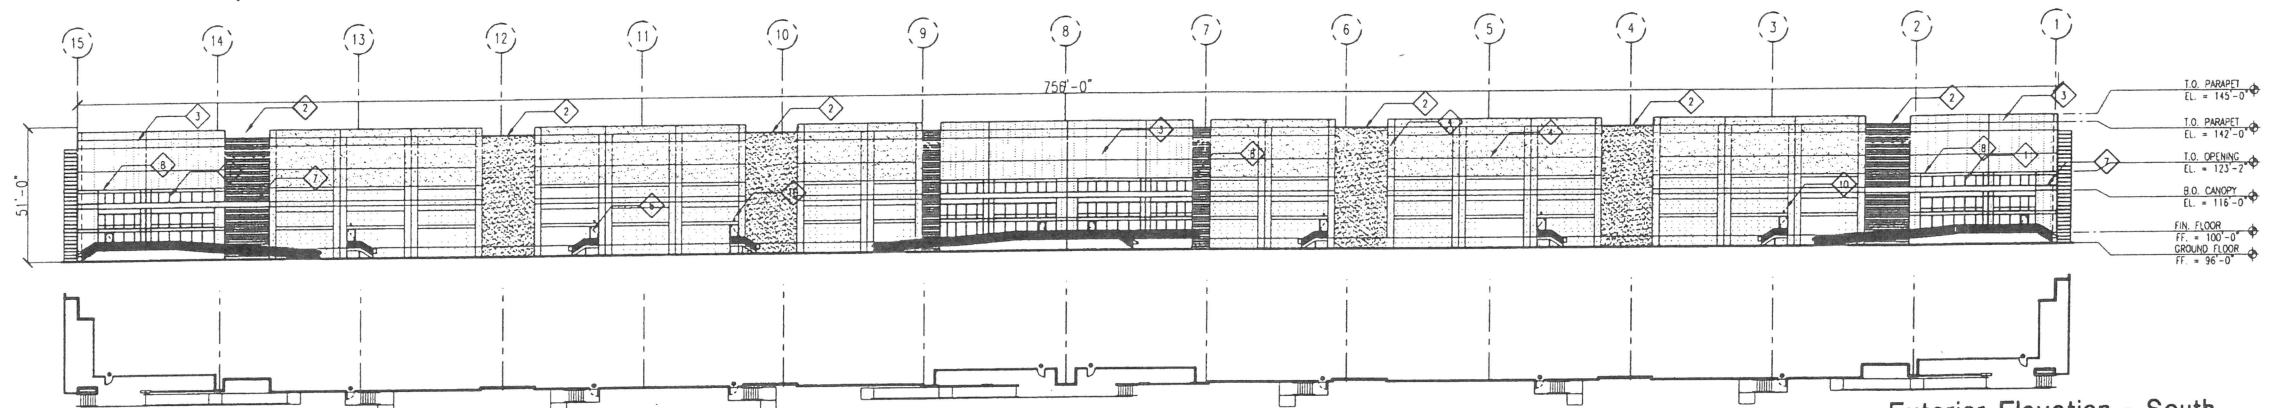 15 14 13 12 11 10 9 8 7 6 5 4 3 2 1
756'-0"
T.O. PARAPET
EL. = 145'-0"
3 2 2 2 2 2 2 3
T.O. PARAPET
EL. = 142'-0"
51'-0"
8 7 3 4 4 8 1 7
T.O. OPENING
EL. = 123'-2"
6 10
B.O. CANOPY
EL. = 116'-0"
FIN. FLOOR
FF. = 100'-0"
GROUND FLOOR
FF. = 96'-0"
Exterior Elevation - South